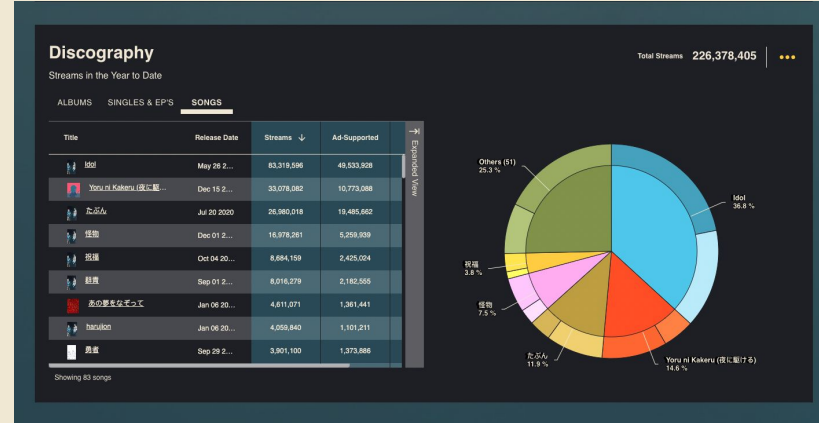 Discography
Streams in the Year to Date
Total Streams 226,378,405
ALBUMS SINGLES & EP'S SONGS
Title Release Date Streams Ad-Supported
Expanded View
Idol May 26 2... 83,319,596 49,533,928
Yoru ni Kakeru (夜に駆... Dec 15 2... 33,078,082 10,773,088
たぶん Jul 20 2020 26,980,018 19,485,662
怪物 Dec 01 2... 16,978,261 5,259,939
祝福 Oct 04 20... 8,684,159 2,425,024
群青 Sep 01 2... 8,016,279 2,182,555
あの夢をなぞって Jan 06 20... 4,611,071 1,361,441
harujion Jan 06 20... 4,059,840 1,101,211
勇者 Sep 29 2... 3,901,100 1,373,886
Showing 83 songs
Others (51)
25.3 %
Idol
36.8 %
祝福
3.8 %
怪物
7.5 %
たぶん
11.9 %
Yoru ni Kakeru (夜に駆ける)
14.6 %